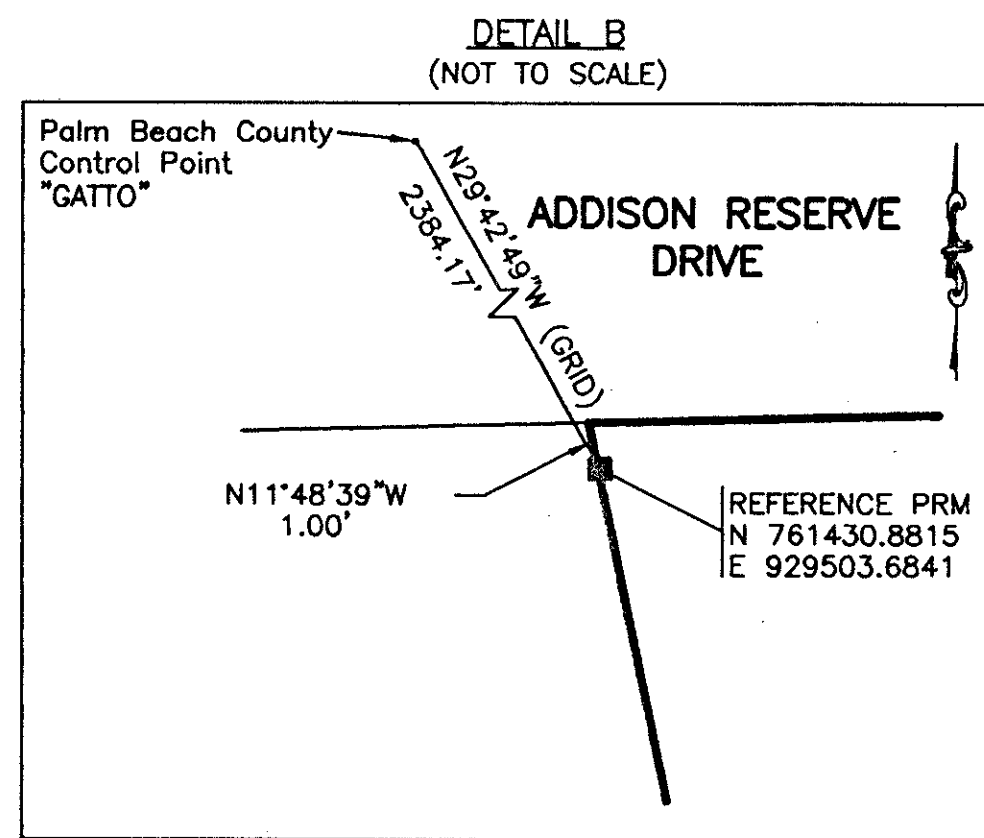 DETAIL B
(NOT TO SCALE)
Palm Beach County
Control Point
"GATTO"
N29°42'49"W (GRID)
2384.17'
ADDISON RESERVE
DRIVE
N11°48'39"W
1.00'
REFERENCE PRM
N 761430.8815
E 929503.6841